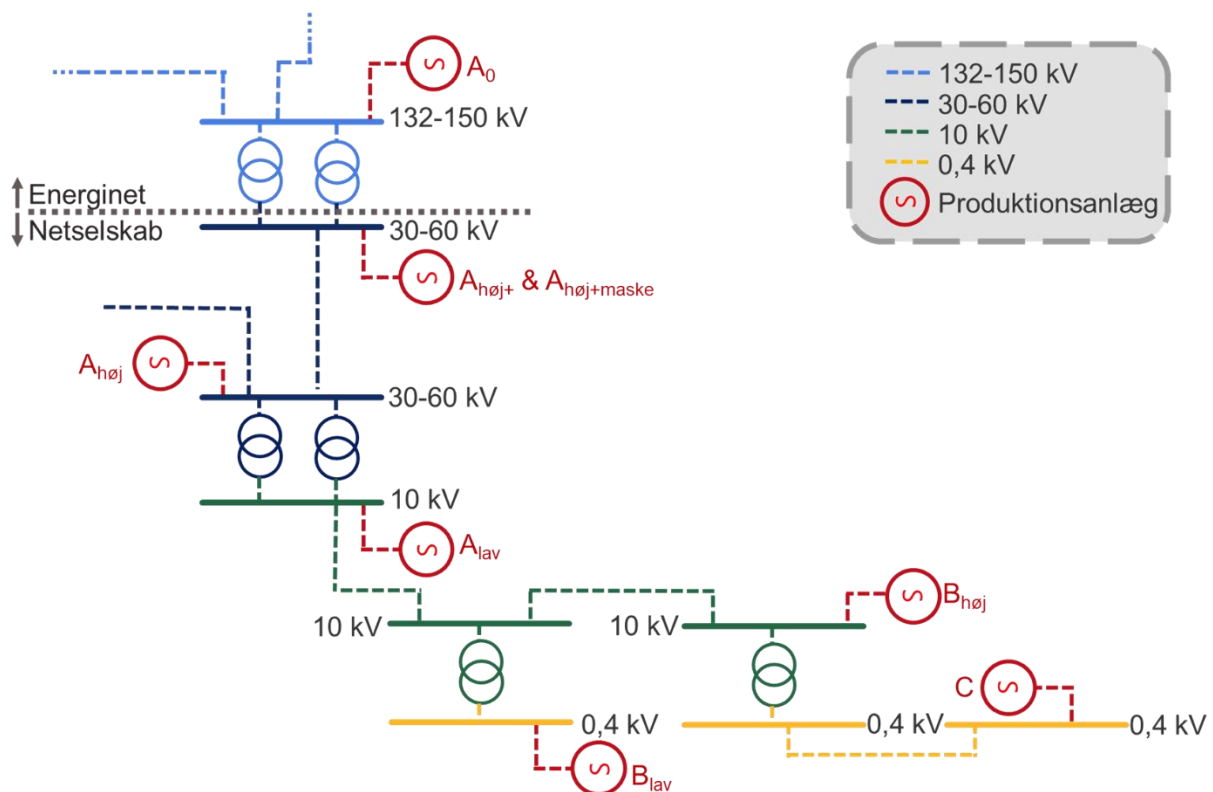 A0
132-150 kV
132-150 kV
30-60 kV
10 kV
0,4 kV
Produktionsanlæg
Energinet
Netselskab
30-60 kV
Ahøj+ & Ahøj+maske
Ahøj
30-60 kV
10 kV
Alav
10 kV
10 kV
Bhøj
C
0,4 kV
0,4 kV
0,4 kV
Blav